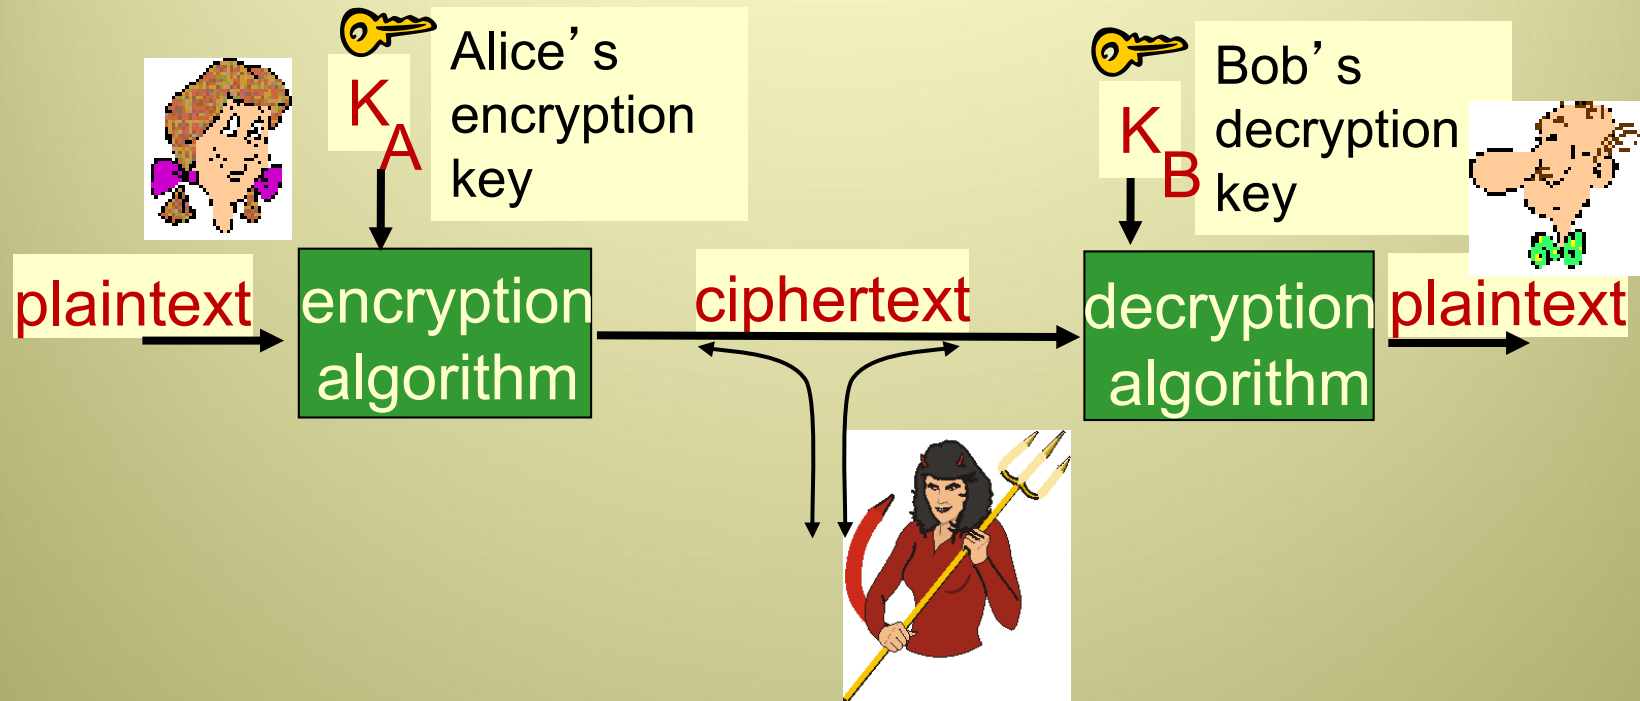 Alice’s
encryption
key
K
A
Bob’s
decryption
key
K
B
plaintext
encryption
algorithm
ciphertext
decryption
algorithm
plaintext